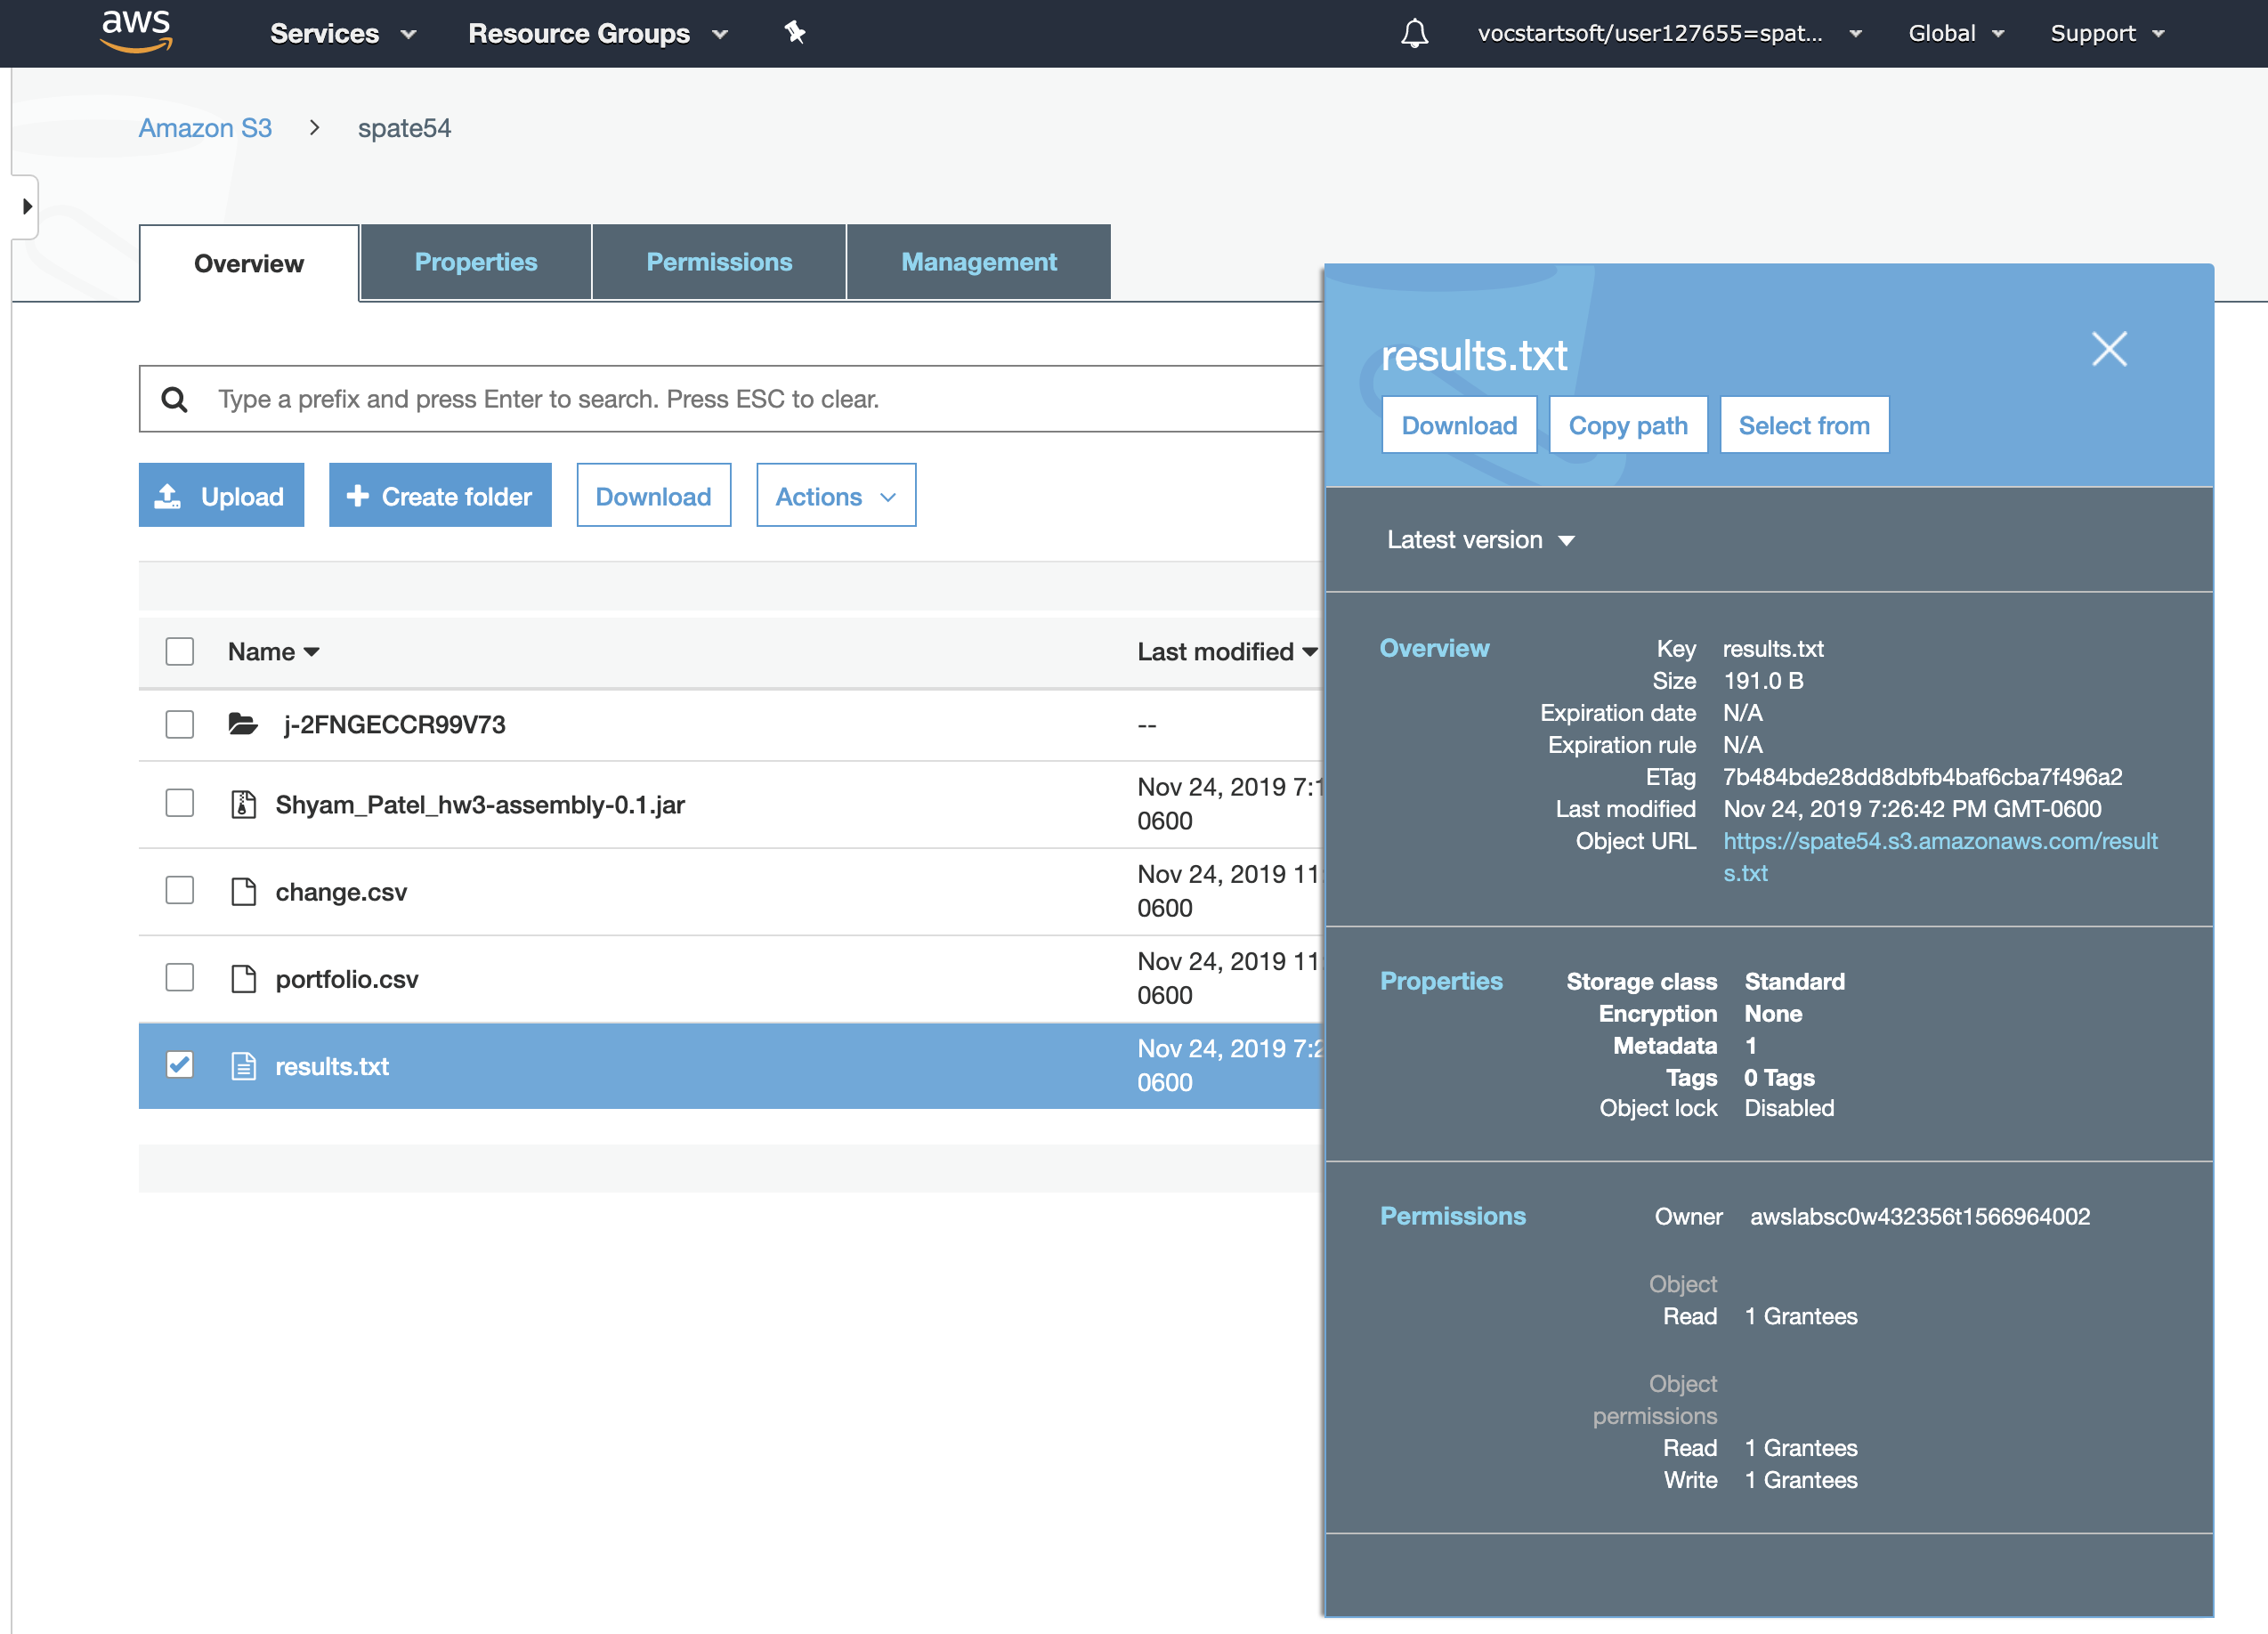 aws Services Resource Groups vocstartsoft/user127655=spat... Global Support
Amazon S3 spate54
Overview Properties Permissions Management
Type a prefix and press Enter to search. Press ESC to clear.
Upload Create folder Download Actions
Name Last modified
j-2FNGECCR99V73 --
Shyam_Patel_hw3-assembly-0.1.jar Nov 24, 2019 7:1
0600
change.csv Nov 24, 2019 11
0600
portfolio.csv Nov 24, 2019 11
0600
results.txt Nov 24, 2019 7:2
0600
results.txt
Download Copy path Select from
Latest version
Overview Key results.txt
Size 191.0 B
Expiration date N/A
Expiration rule N/A
ETag 7b484bde28dd8dbfb4baf6cba7f496a2
Last modified Nov 24, 2019 7:26:42 PM GMT-0600
Object URL https://spate54.s3.amazonaws.com/result
s.txt
Properties Storage class Standard
Encryption None
Metadata 1
Tags 0 Tags
Object lock Disabled
Permissions Owner awslabsc0w432356t1566964002
Object
Read 1 Grantees
Object
permissions
Read 1 Grantees
Write 1 Grantees